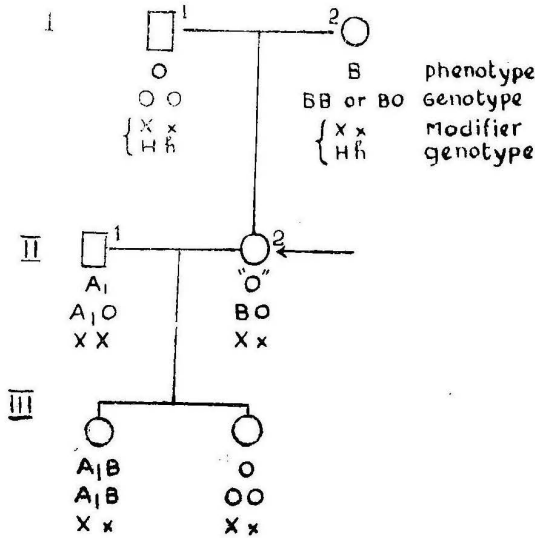 I
1 2
O B phenotype
O O BB or BO Genotype
{ X x { X x Modifier
H h H h genotype
II
1 2
A1 "O"
A1O BO
X X X x
III
A1B O
A1B OO
X x X x